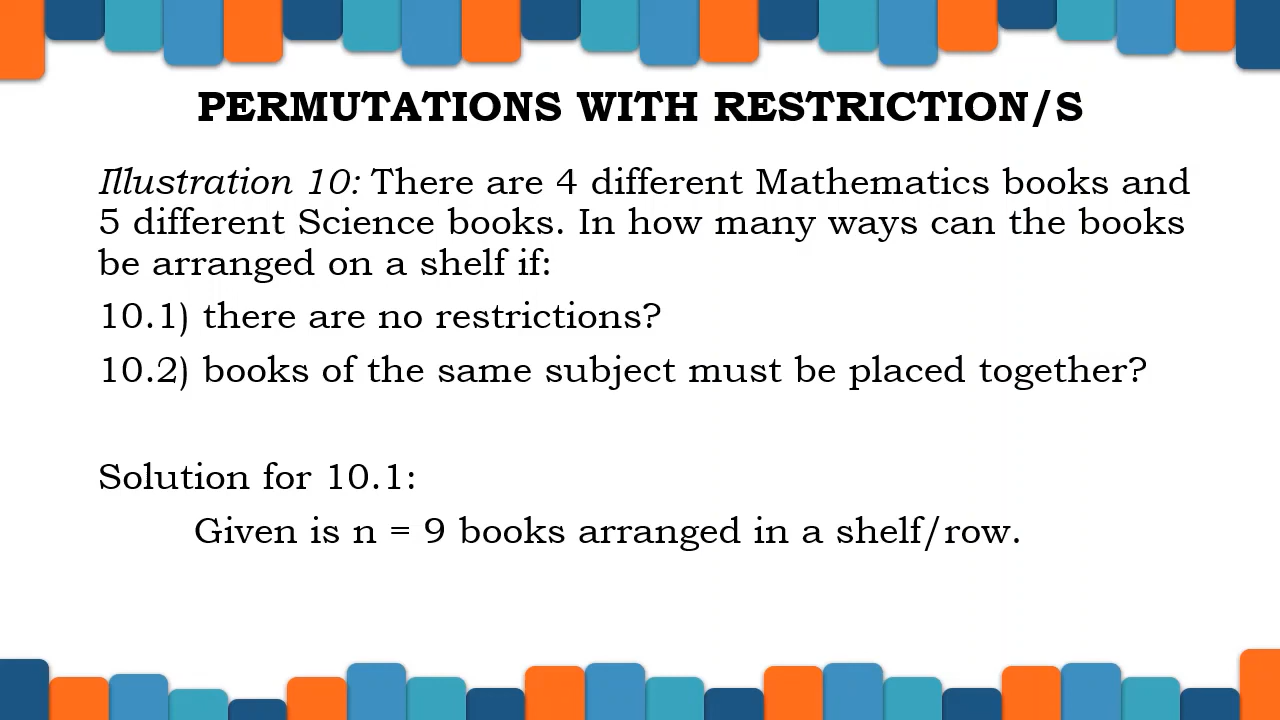 PERMUTATIONS WITH RESTRICTION/S
Illustration 10: There are 4 different Mathematics books and
5 different Science books. In how many ways can the books
be arranged on a shelf if:
10.1) there are no restrictions?
10.2) books of the same subject must be placed together?
Solution for 10.1:
Given is n = 9 books arranged in a shelf/row.